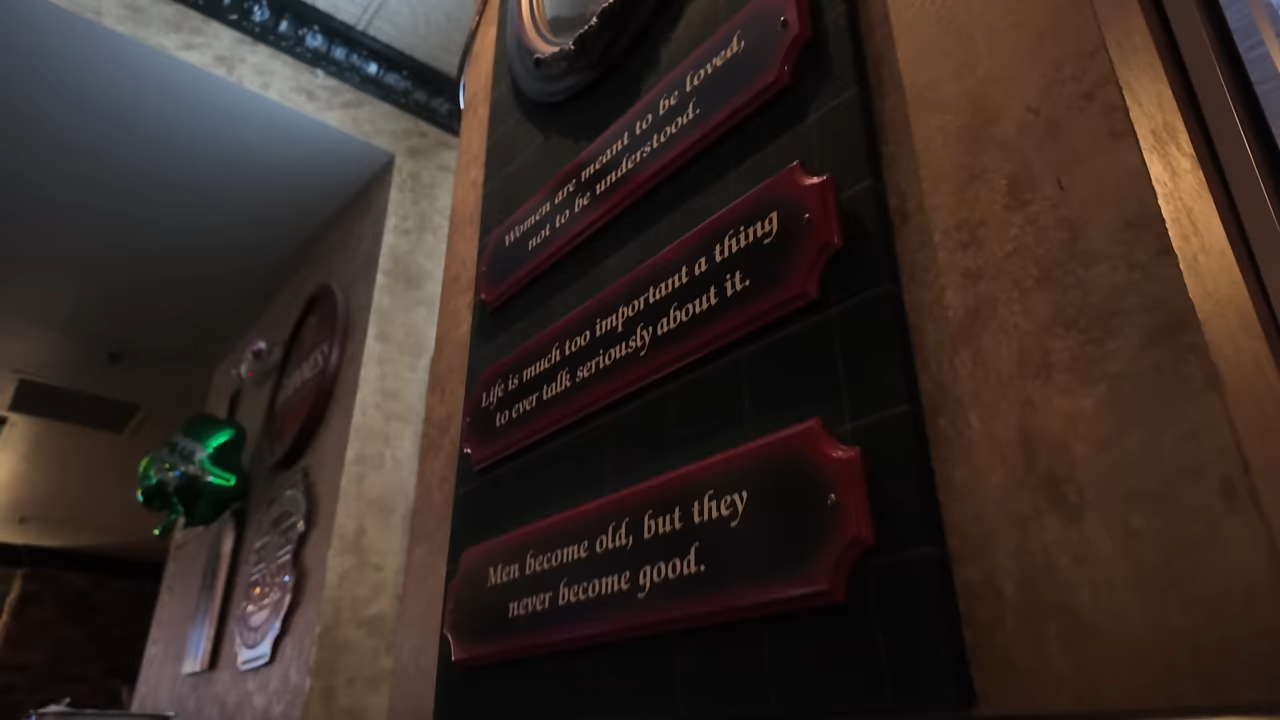 Women are meant to be loved,
not to be understood.
Life is much too important a thing
to ever talk seriously about it.
Men become old, but they
never become good.